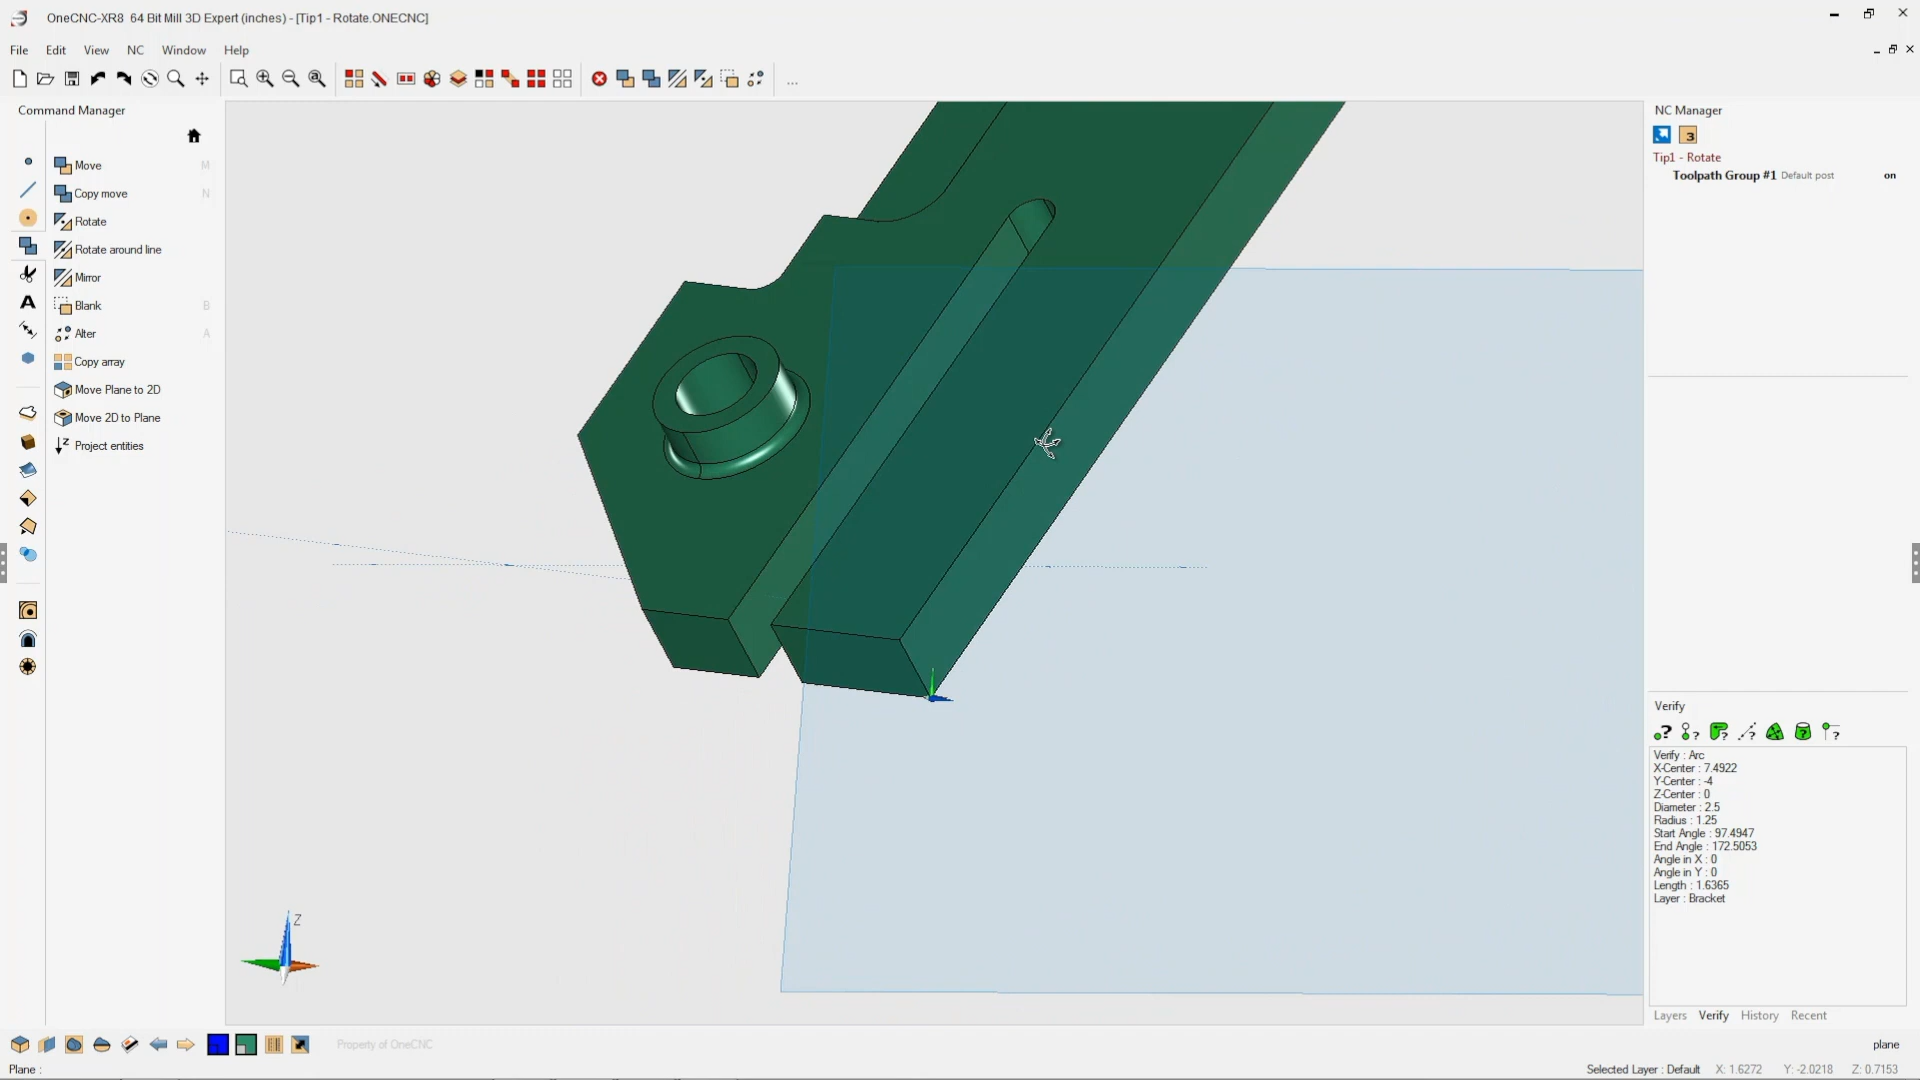 OneCNC-XR8 64 Bit Mill 3D Expert (inches) - [Tip1 - Rotate.ONECNC]
File Edit View NC Window Help
...
Command Manager
NC Manager
3
Tip1 - Rotate
Toolpath Group #1 Default post on
Move M
Copy move N
Rotate
Rotate around line
Mirror
Blank B
Alter A
Copy array
Move Plane to 2D
Move 2D to Plane
Project entities
A
Z
Z
Verify
Verify : Arc
X-Center : 7.4922
Y-Center : -4
Z-Center : 0
Diameter : 2.5
Radius : 1.25
Start Angle : 97.4947
End Angle : 172.5053
Angle in X : 0
Angle in Y : 0
Length : 1.6365
Layer : Bracket
Layers Verify History Recent
Property of OneCNC
plane
Plane :
Selected Layer : Default X: 1.6272 Y: -2.0218 Z: 0.7153